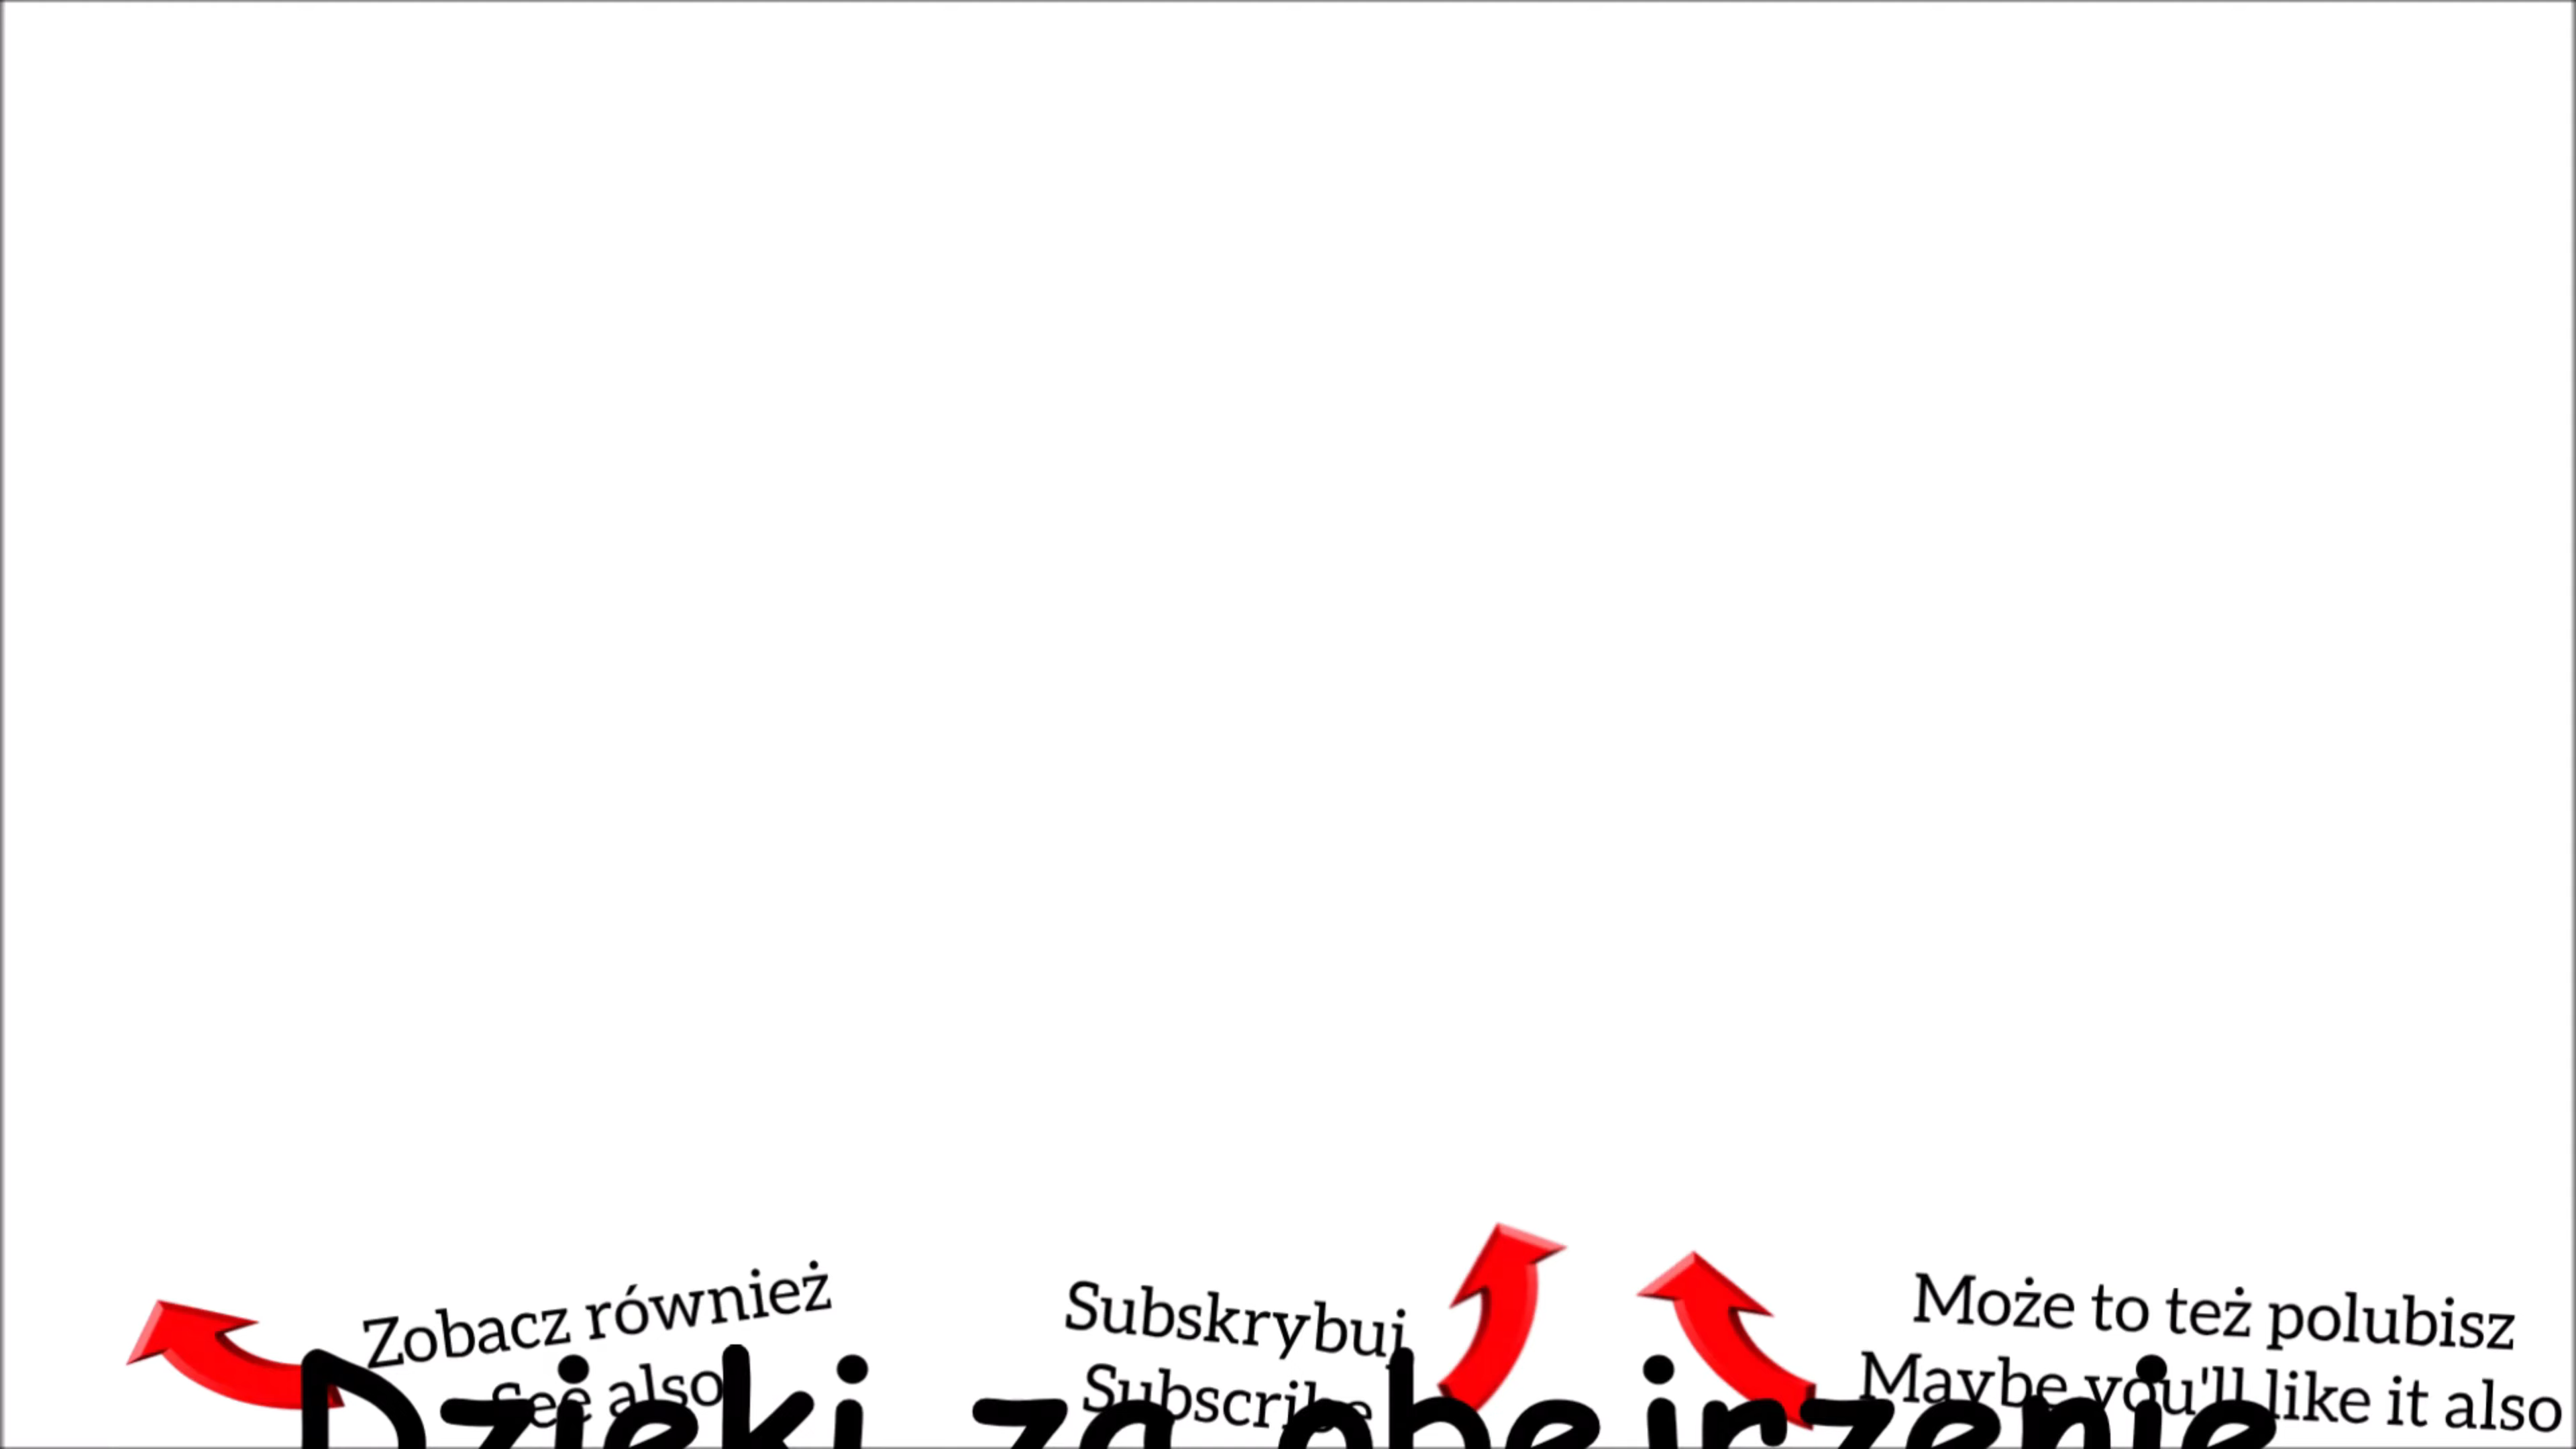 Zobacz również
See also
Subskrybuj
Subscribe
Może to też polubisz
Maybe you'll like it also
Dzięki za obejrzenie